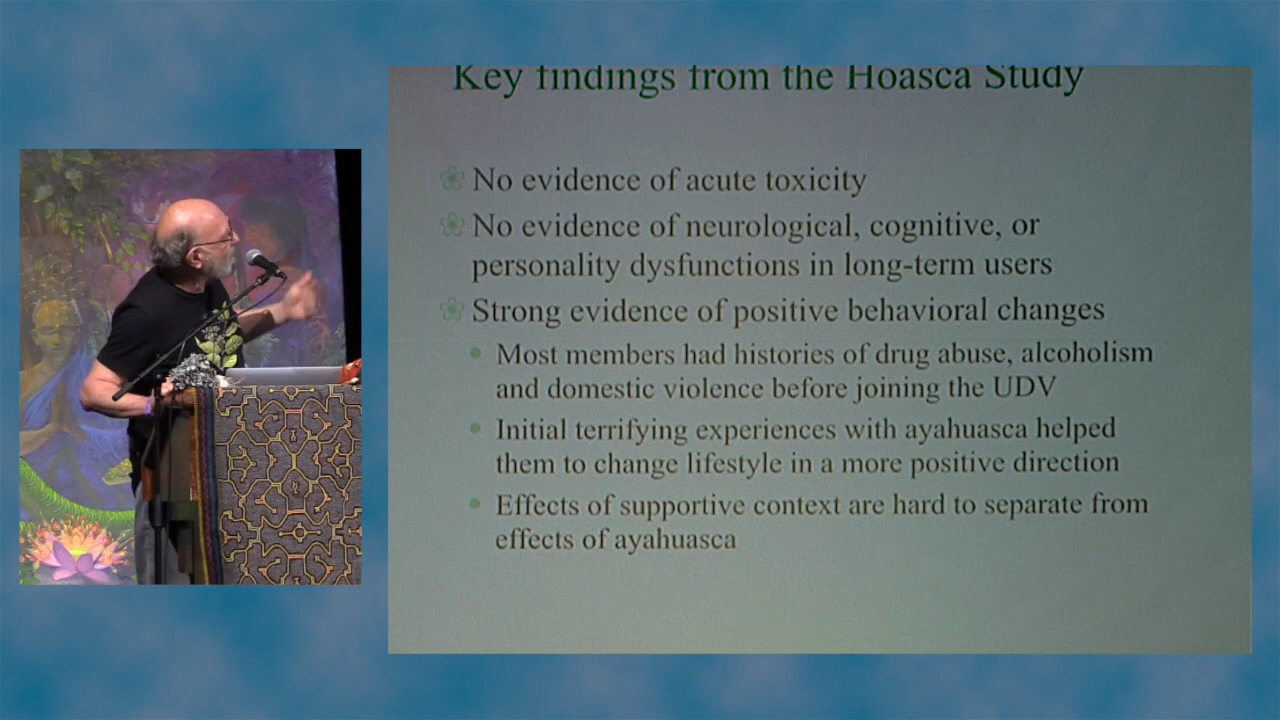 Key findings from the Hoasca Study
No evidence of acute toxicity
No evidence of neurological, cognitive, or
personality dysfunctions in long-term users
Strong evidence of positive behavioral changes
Most members had histories of drug abuse, alcoholism
and domestic violence before joining the UDV
Initial terrifying experiences with ayahuasca helped
them to change lifestyle in a more positive direction
Effects of supportive context are hard to separate from
effects of ayahuasca